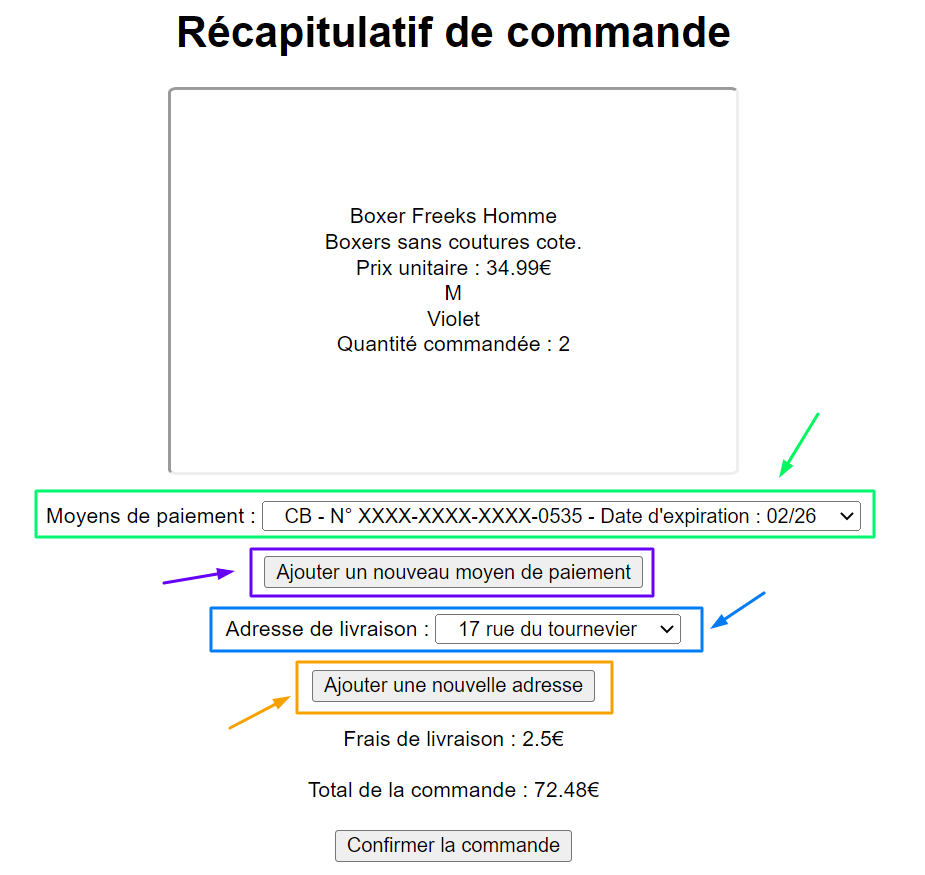 Récapitulatif de commande
Boxer Freeks Homme
Boxers sans coutures cote.
Prix unitaire : 34.99€
M
Violet
Quantité commandée : 2
Moyens de paiement : CB - N° XXXX-XXXX-XXXX-0535 - Date d'expiration : 02/26
Ajouter un nouveau moyen de paiement
Adresse de livraison : 17 rue du tournevier
Ajouter une nouvelle adresse
Frais de livraison : 2.5€
Total de la commande : 72.48€
Confirmer la commande